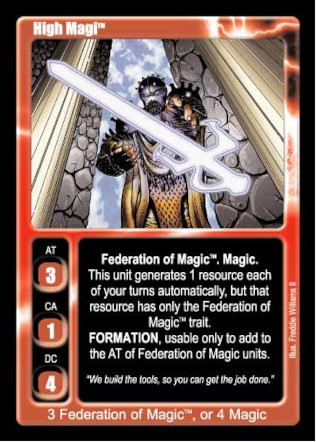 High Magi™
AT
3
CA
1
DC
4
Federation of Magic™. Magic.
This unit generates 1 resource each
of your turns automatically, but that
resource has only the Federation of
Magic™ trait.
FORMATION, usable only to add to
the AT of Federation of Magic units.
"We build the tools, so you can get the job done."
Illus. Freddie Williams II
3 Federation of Magic™, or 4 Magic